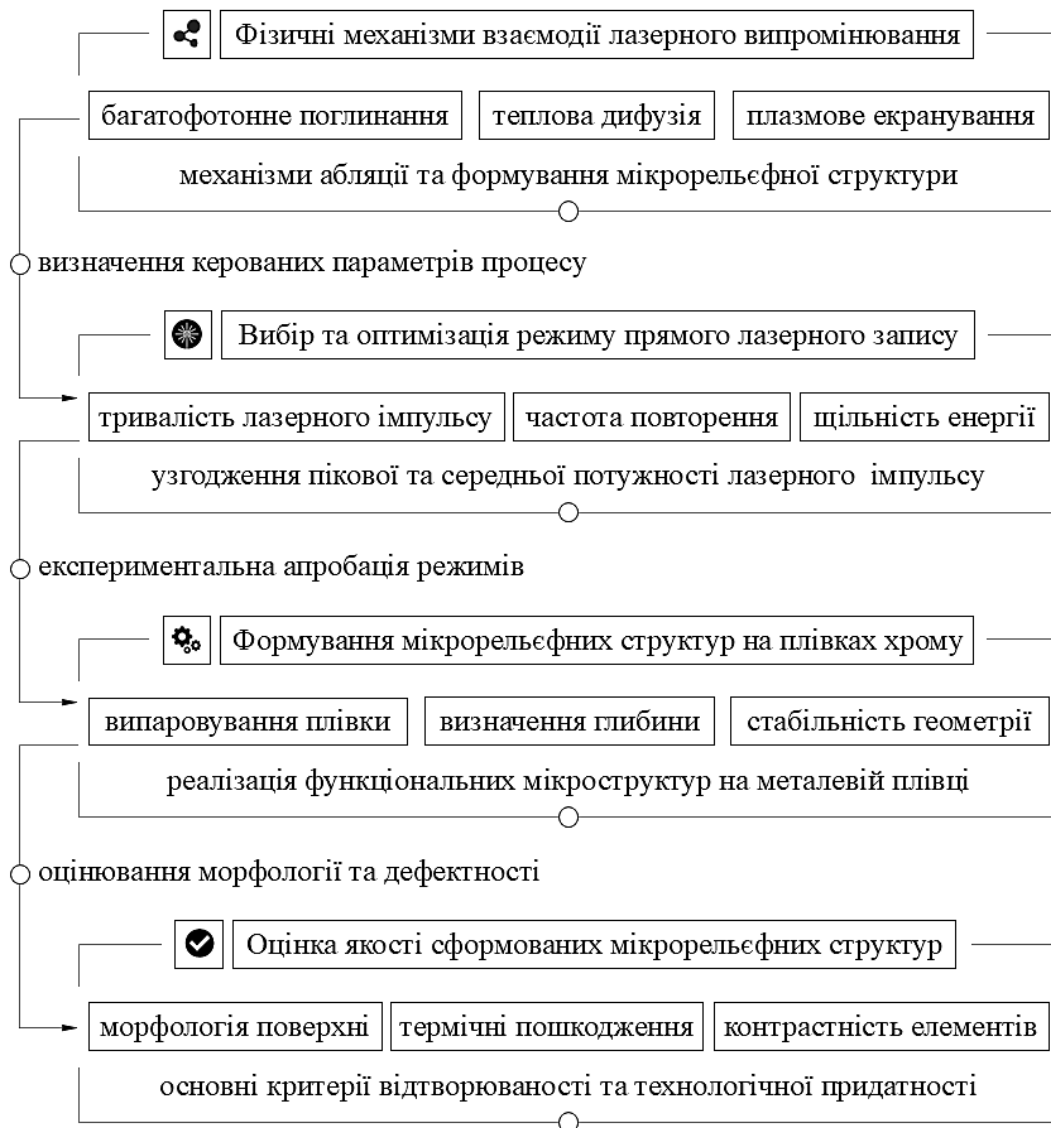 Фізичні механізми взаємодії лазерного випромінювання
багатофотонне поглинання теплова дифузія плазмове екранування
механізми абляції та формування мікрорельєфної структури
визначення керованих параметрів процесу
Вибір та оптимізація режиму прямого лазерного запису
тривалість лазерного імпульсу частота повторення щільність енергії
узгодження пікової та середньої потужності лазерного імпульсу
експериментальна апробація режимів
Формування мікрорельєфних структур на плівках хрому
випаровування плівки визначення глибини стабільність геометрії
реалізація функціональних мікроструктур на металевій плівці
оцінювання морфології та дефектності
Оцінка якості сформованих мікрорельєфних структур
морфологія поверхні термічні пошкодження контрастність елементів
основні критерії відтворюваності та технологічної придатності